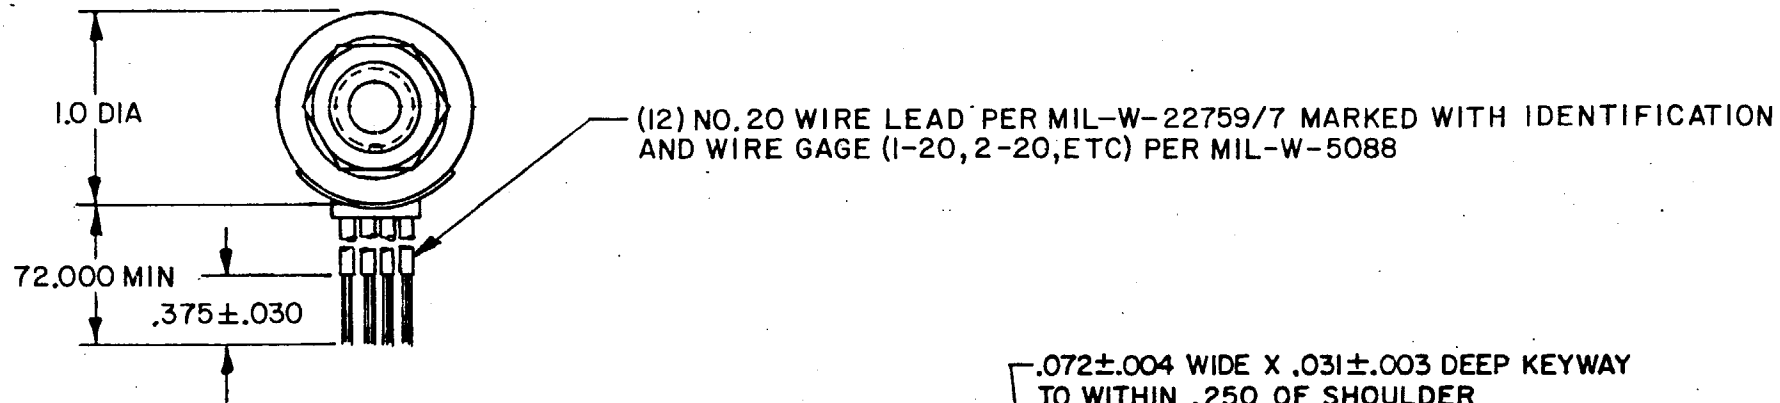 1.0 DIA
(12) NO. 20 WIRE LEAD PER MIL-W-22759/7 MARKED WITH IDENTIFICATION
AND WIRE GAGE (1-20, 2-20, ETC) PER MIL-W-5088
72.000 MIN
.375±.030
.072±.004 WIDE X .031±.003 DEEP KEYWAY
TO WITHIN .250 OF SHOULDER